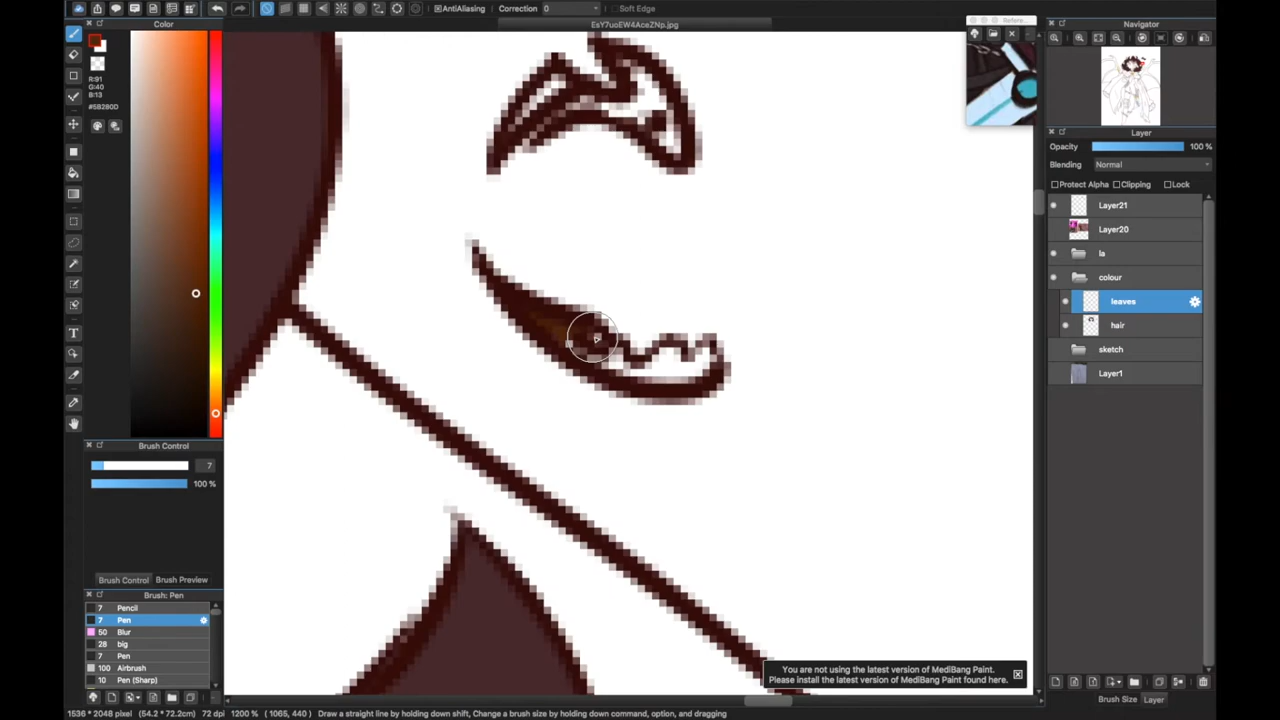 AntiAliasing
Correction
0
Soft Edge
EsY7uoEW4AceZNp.jpg
Color
R:91
G:40
B:13
#5B280D
Brush Control
7
100 %
Brush Control
Brush Preview
Brush: Pen
7 Pencil
7 Pen
50 Blur
28 big
7 Pen
100 Airbrush
10 Pen (Sharp)
Refere...
Navigator
Layer
Opacity
100 %
Blending
Normal
Protect Alpha
Clipping
Lock
Layer21
Layer20
la
colour
leaves
hair
sketch
Layer1
You are not using the latest version of MediBang Paint.
Please install the latest version of MediBang Paint found here.
Brush Size
Layer
1536 * 2048 pixel (54.2 * 72.2cm) 72 dpi 1200 % ( 1065, 440 ) Draw a straight line by holding down shift, Change a brush size by holding down command, option, and dragging